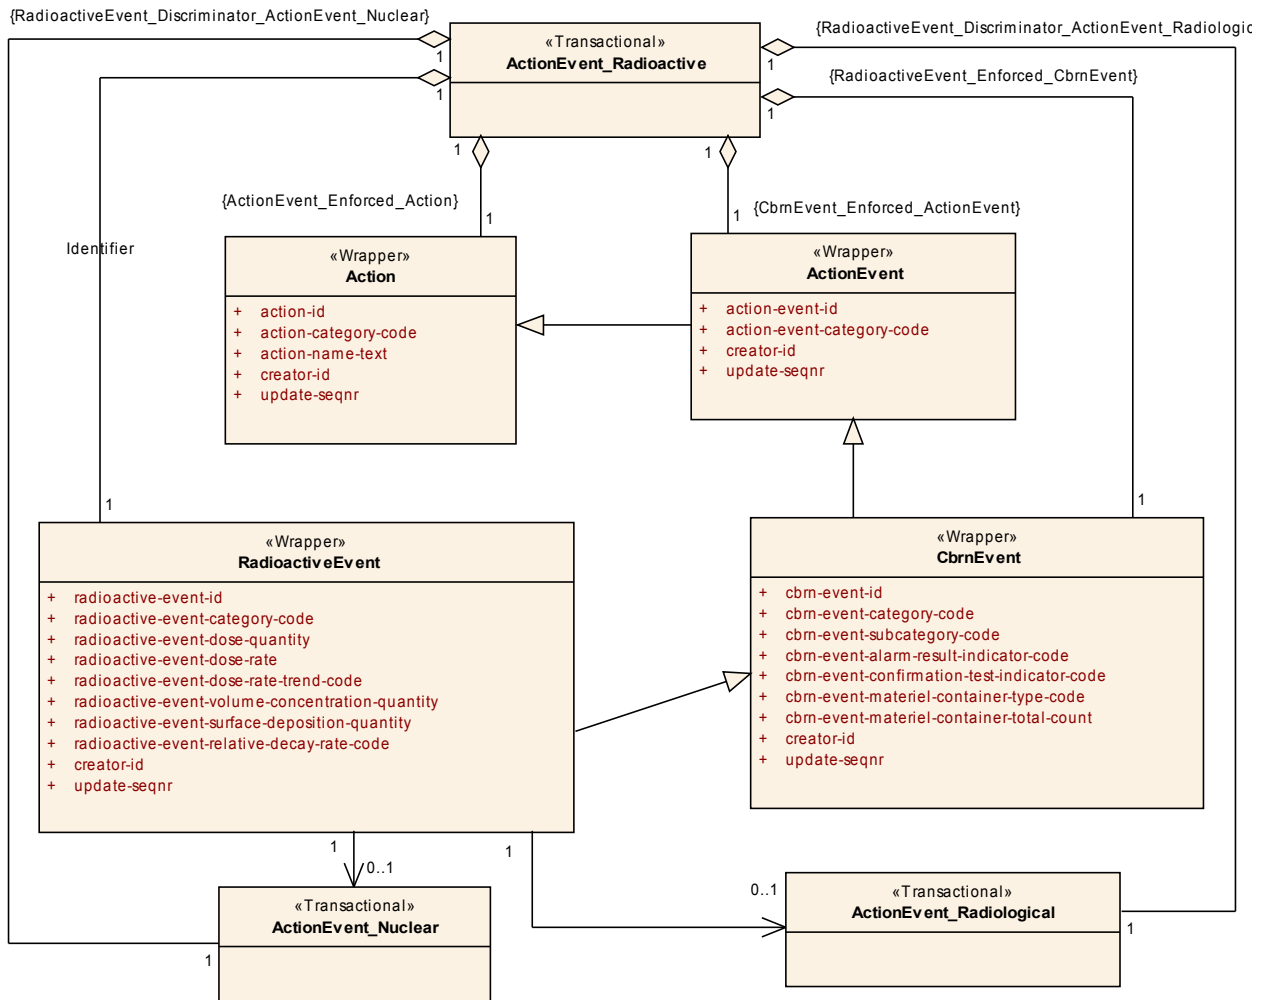 {RadioactiveEvent_Discriminator_ActionEvent_Nuclear}
{RadioactiveEvent_Discriminator_ActionEvent_Radiologic
«Transactional»
ActionEvent_Radioactive
1
1
1
{RadioactiveEvent_Enforced_CbrnEvent}
1
1
1
{ActionEvent_Enforced_Action}
1
{CbrnEvent_Enforced_ActionEvent}
1
Identifier
«Wrapper»
Action
+ action-id
+ action-category-code
+ action-name-text
+ creator-id
+ update-seqnr
«Wrapper»
ActionEvent
+ action-event-id
+ action-event-category-code
+ creator-id
+ update-seqnr
1
1
«Wrapper»
RadioactiveEvent
+ radioactive-event-id
+ radioactive-event-category-code
+ radioactive-event-dose-quantity
+ radioactive-event-dose-rate
+ radioactive-event-dose-rate-trend-code
+ radioactive-event-volume-concentration-quantity
+ radioactive-event-surface-deposition-quantity
+ radioactive-event-relative-decay-rate-code
+ creator-id
+ update-seqnr
«Wrapper»
CbrnEvent
+ cbrn-event-id
+ cbrn-event-category-code
+ cbrn-event-subcategory-code
+ cbrn-event-alarm-result-indicator-code
+ cbrn-event-confirmation-test-indicator-code
+ cbrn-event-materiel-container-type-code
+ cbrn-event-materiel-container-total-count
+ creator-id
+ update-seqnr
1
0..1
1
0..1
«Transactional»
ActionEvent_Nuclear
1
«Transactional»
ActionEvent_Radiological
1